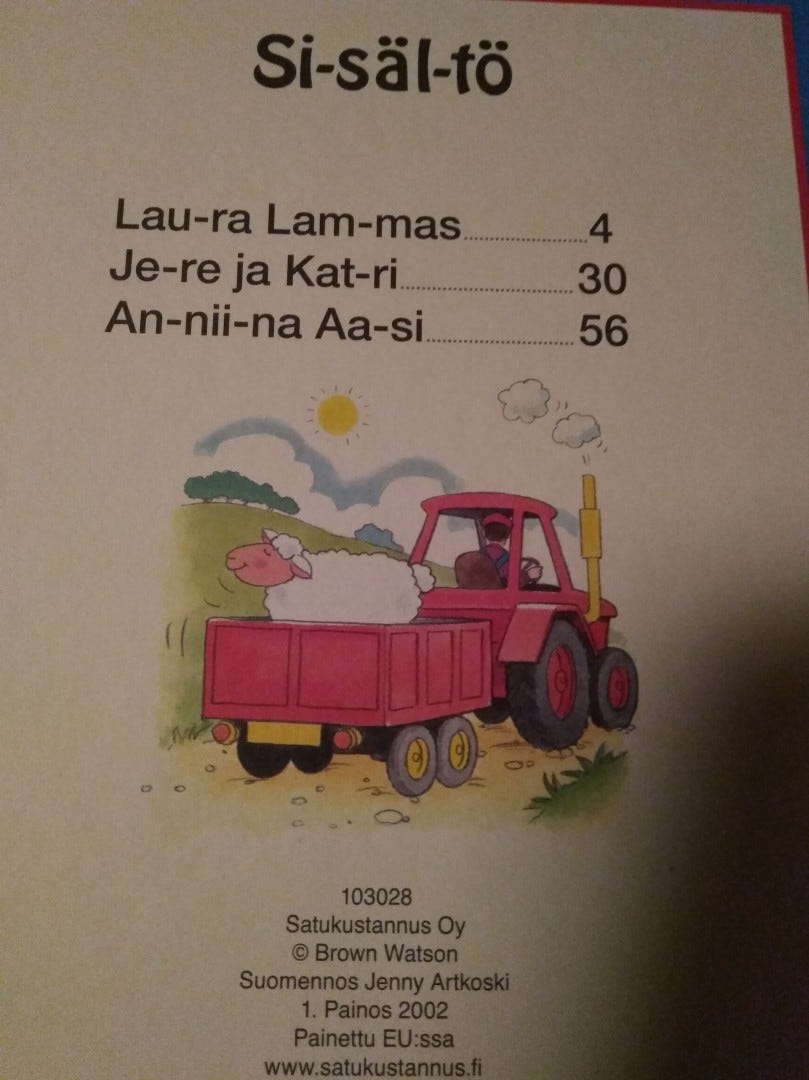 Si-säl-tö
Lau-ra Lam-mas..............................4
Je-re ja Kat-ri..............................30
An-nii-na Aa-si..............................56
103028
Satukustannus Oy
© Brown Watson
Suomennos Jenny Artkoski
1. Painos 2002
Painettu EU:ssa
www.satukustannus.fi